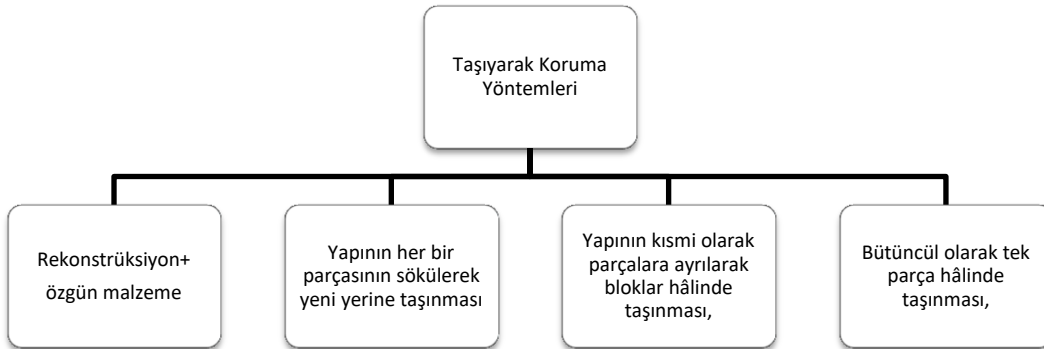 Taşıyarak Koruma
Yöntemleri
Rekonstrüksiyon+
özgün malzeme
Yapının her bir
parçasının sökülerek
yeni yerine taşınması
Yapının kısmi olarak
parçalara ayrılarak
bloklar hâlinde
taşınması,
Bütüncül olarak tek
parça hâlinde
taşınması,